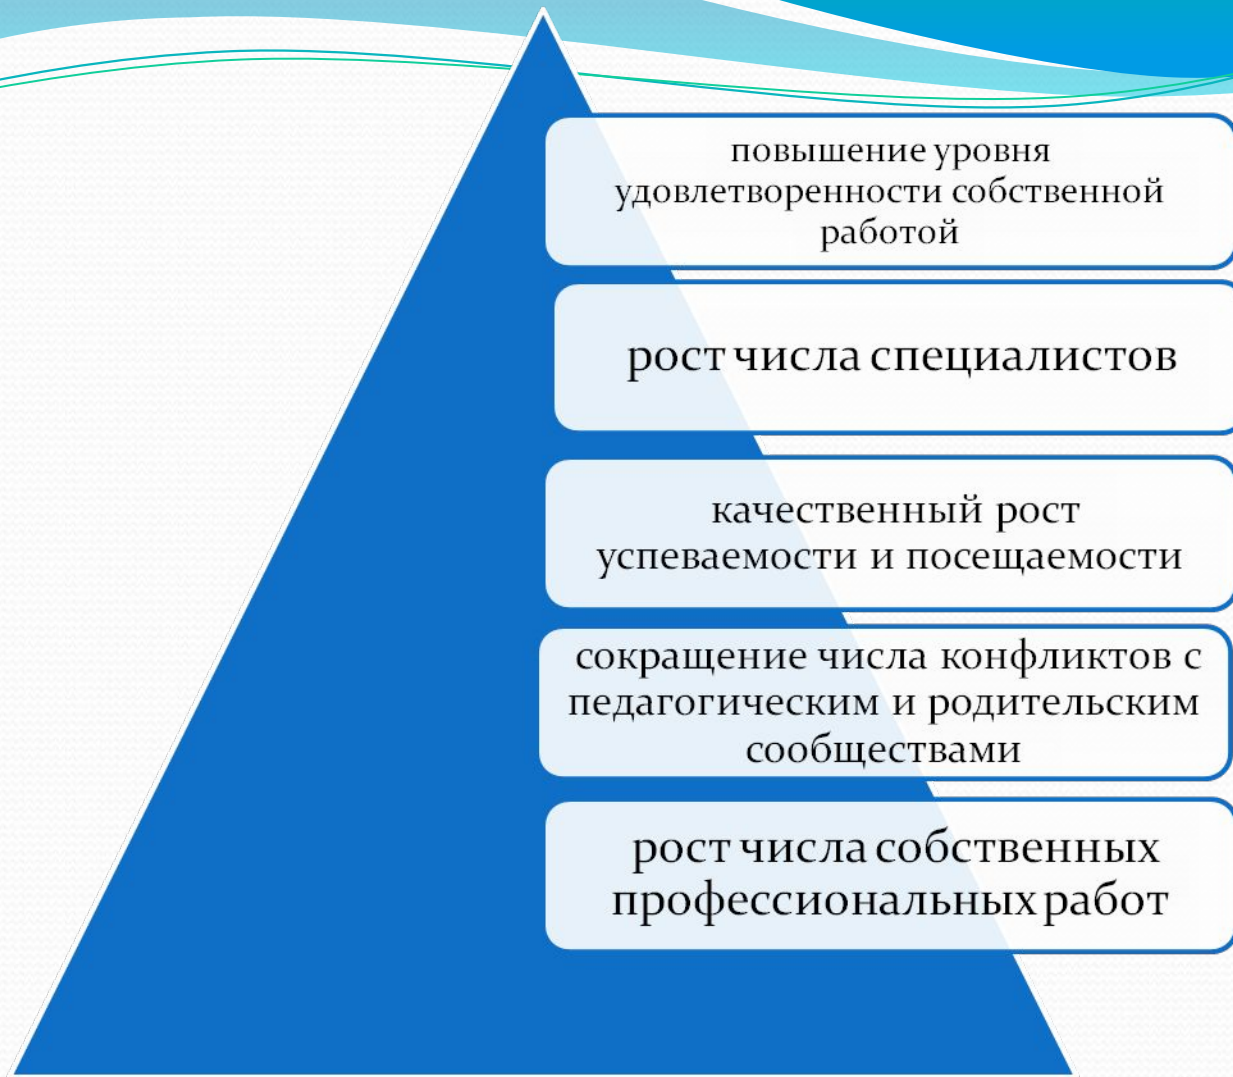 повышение уровня
удовлетворенности собственной
работой
рост числа специалистов
качественный рост
успеваемости и посещаемости
сокращение числа конфликтов с
педагогическим и родительским
сообществами
рост числа собственных
профессиональных работ